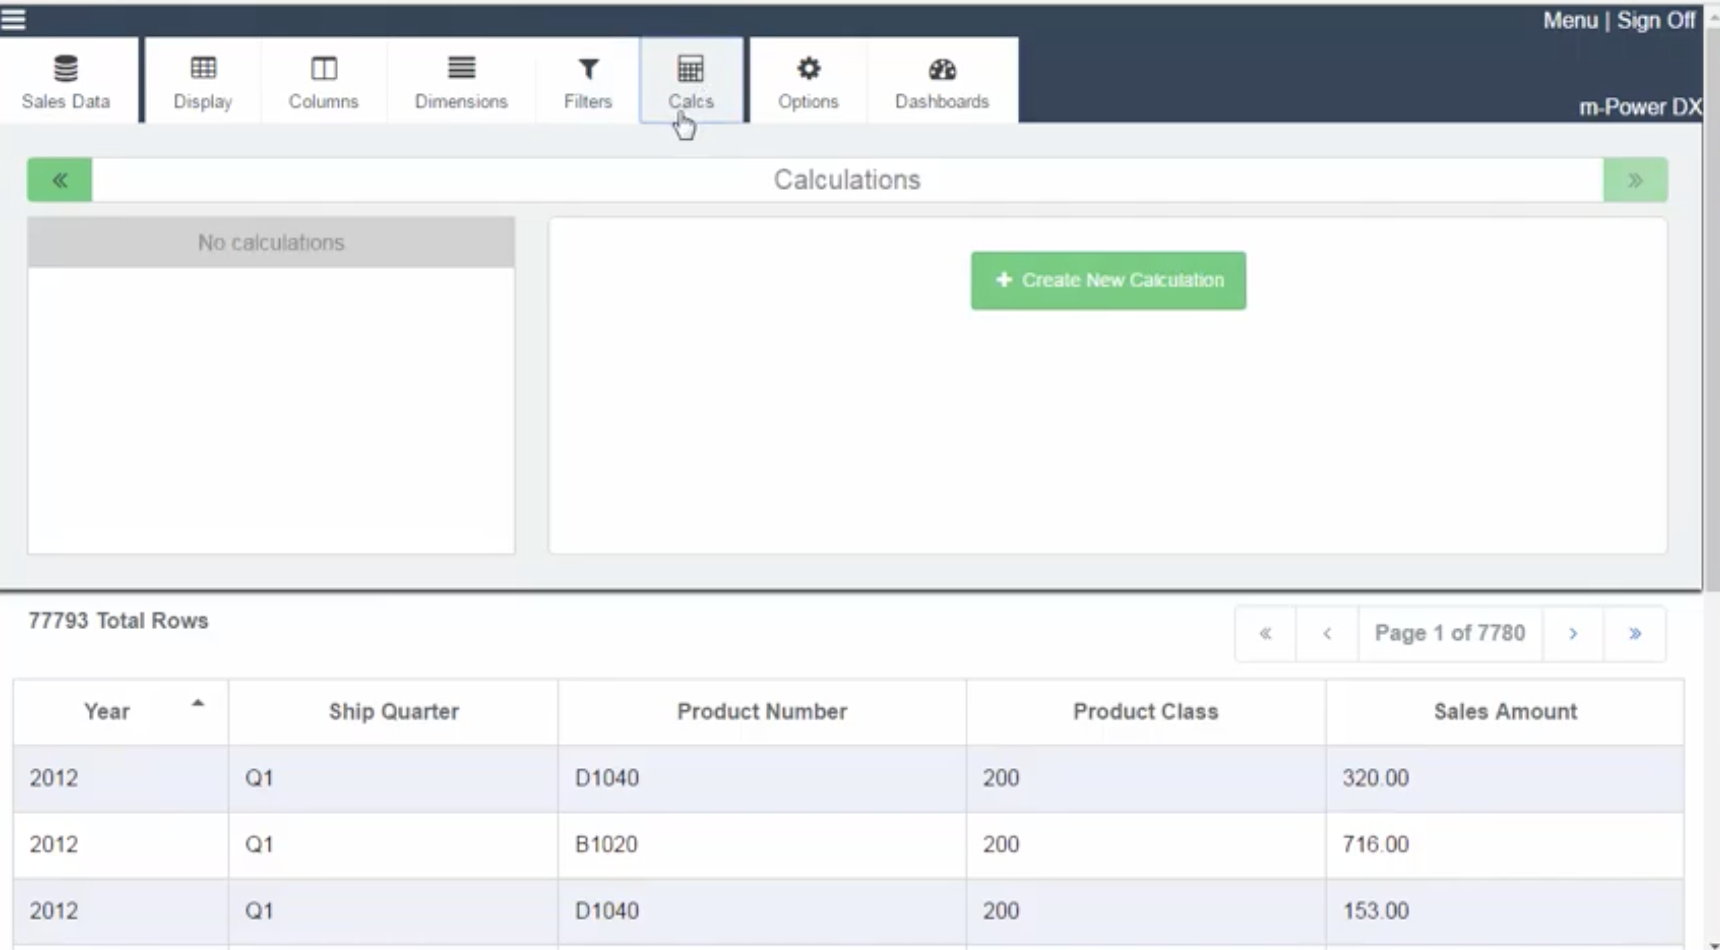 Menu | Sign Off
Sales Data Display Columns Dimensions Filters Calcs Options Dashboards
m-Power DX
« Calculations »
No calculations
+ Create New Calculation
77793 Total Rows
« ‹ Page 1 of 7780 › »
Year Ship Quarter Product Number Product Class Sales Amount
2012 Q1 D1040 200 320.00
2012 Q1 B1020 200 716.00
2012 Q1 D1040 200 153.00